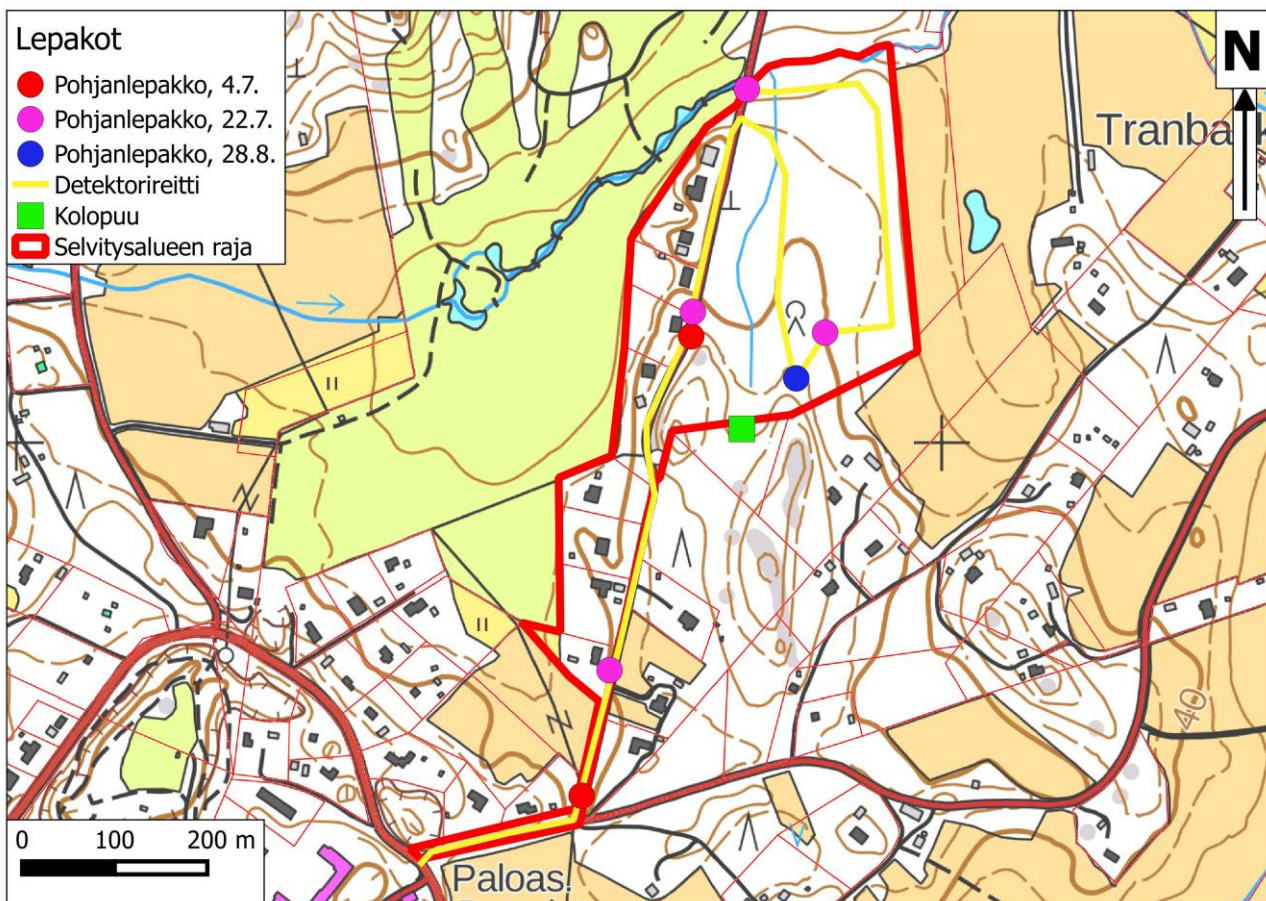 Lepakot
Pohjanlepakko, 4.7.
Pohjanlepakko, 22.7.
Pohjanlepakko, 28.8.
Detektorireitti
Kolopuu
Selvitysalueen raja
N
40
0 100 200 m
Paloas.